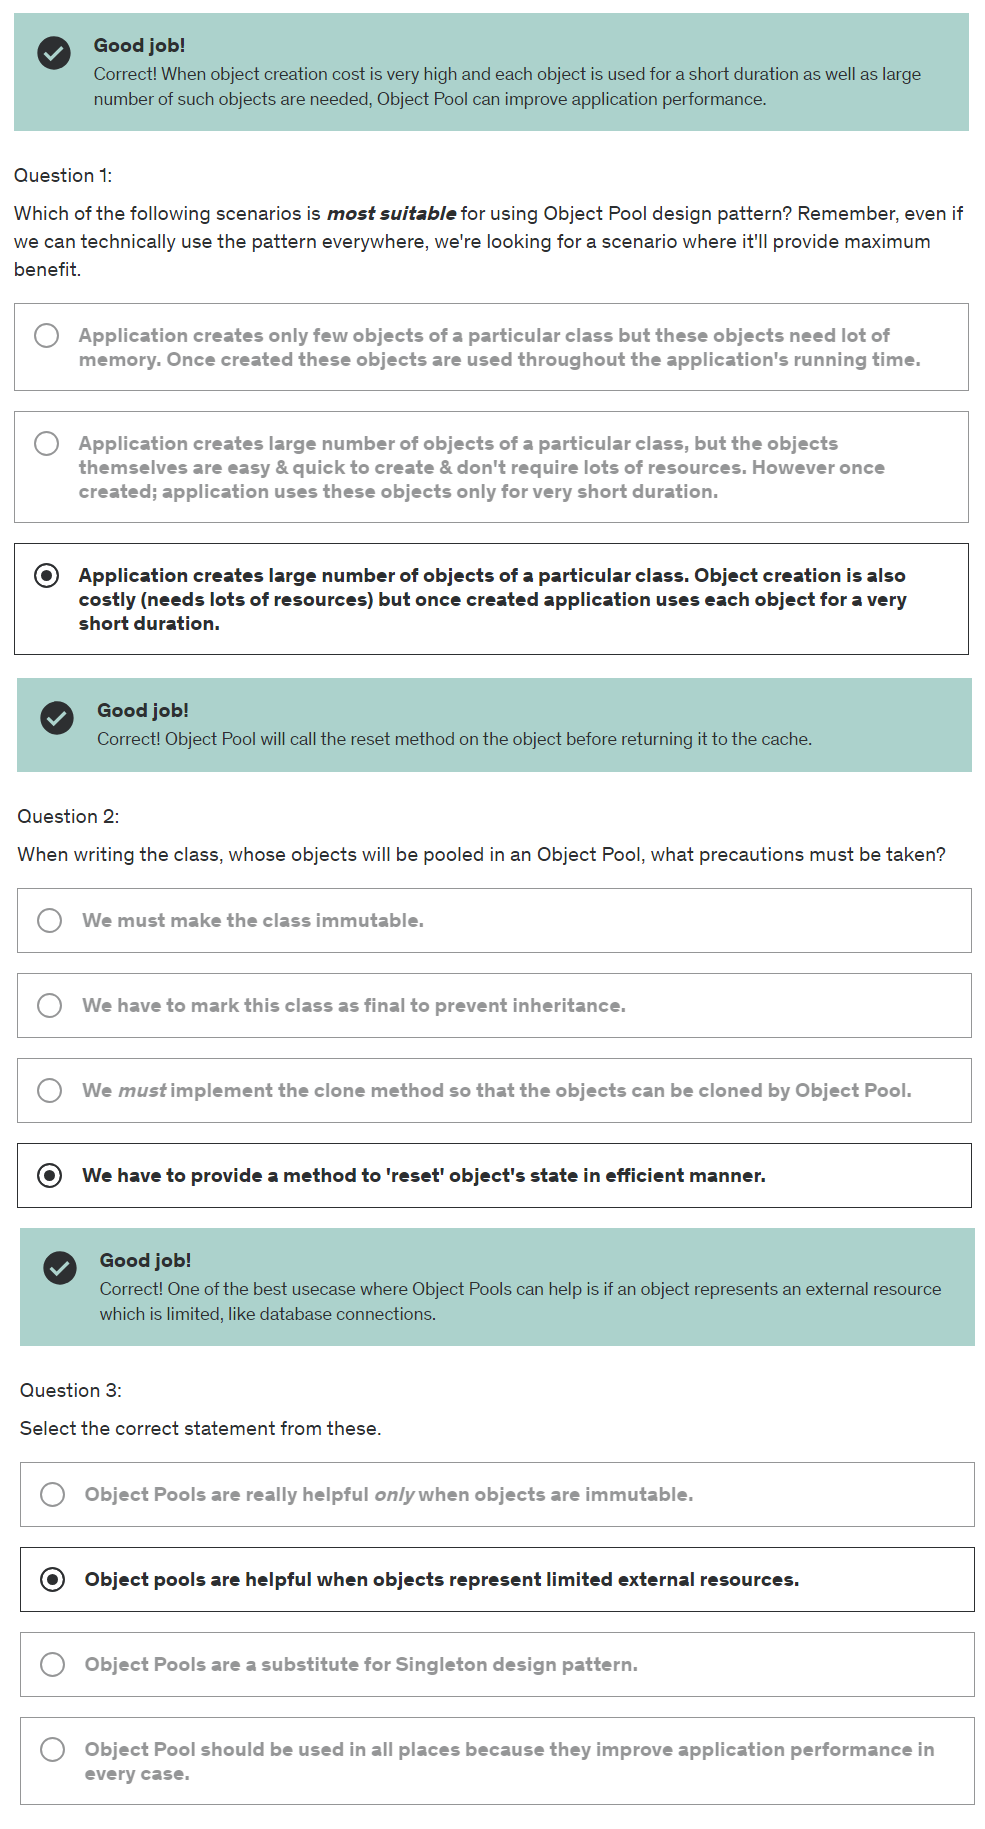 Good job!
Correct! When object creation cost is very high and each object is used for a short duration as well as large
number of such objects are needed, Object Pool can improve application performance.
Question 1:
Which of the following scenarios is most suitable for using Object Pool design pattern? Remember, even if
we can technically use the pattern everywhere, we're looking for a scenario where it'll provide maximum
benefit.
Application creates only few objects of a particular class but these objects need lot of
memory. Once created these objects are used throughout the application's running time.
Application creates large number of objects of a particular class, but the objects
themselves are easy & quick to create & don't require lots of resources. However once
created; application uses these objects only for very short duration.
Application creates large number of objects of a particular class. Object creation is also
costly (needs lots of resources) but once created application uses each object for a very
short duration.
Good job!
Correct! Object Pool will call the reset method on the object before returning it to the cache.
Question 2:
When writing the class, whose objects will be pooled in an Object Pool, what precautions must be taken?
We must make the class immutable.
We have to mark this class as final to prevent inheritance.
We must implement the clone method so that the objects can be cloned by Object Pool.
We have to provide a method to 'reset' object's state in efficient manner.
Good job!
Correct! One of the best usecase where Object Pools can help is if an object represents an external resource
which is limited, like database connections.
Question 3:
Select the correct statement from these.
Object Pools are really helpful only when objects are immutable.
Object pools are helpful when objects represent limited external resources.
Object Pools are a substitute for Singleton design pattern.
Object Pool should be used in all places because they improve application performance in
every case.